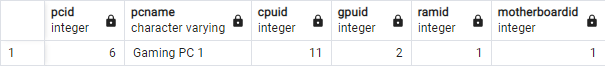 pcid pcname cpuid gpuid ramid motherboardid
integer character varying integer integer integer integer
1 6 Gaming PC 1 11 2 1 1